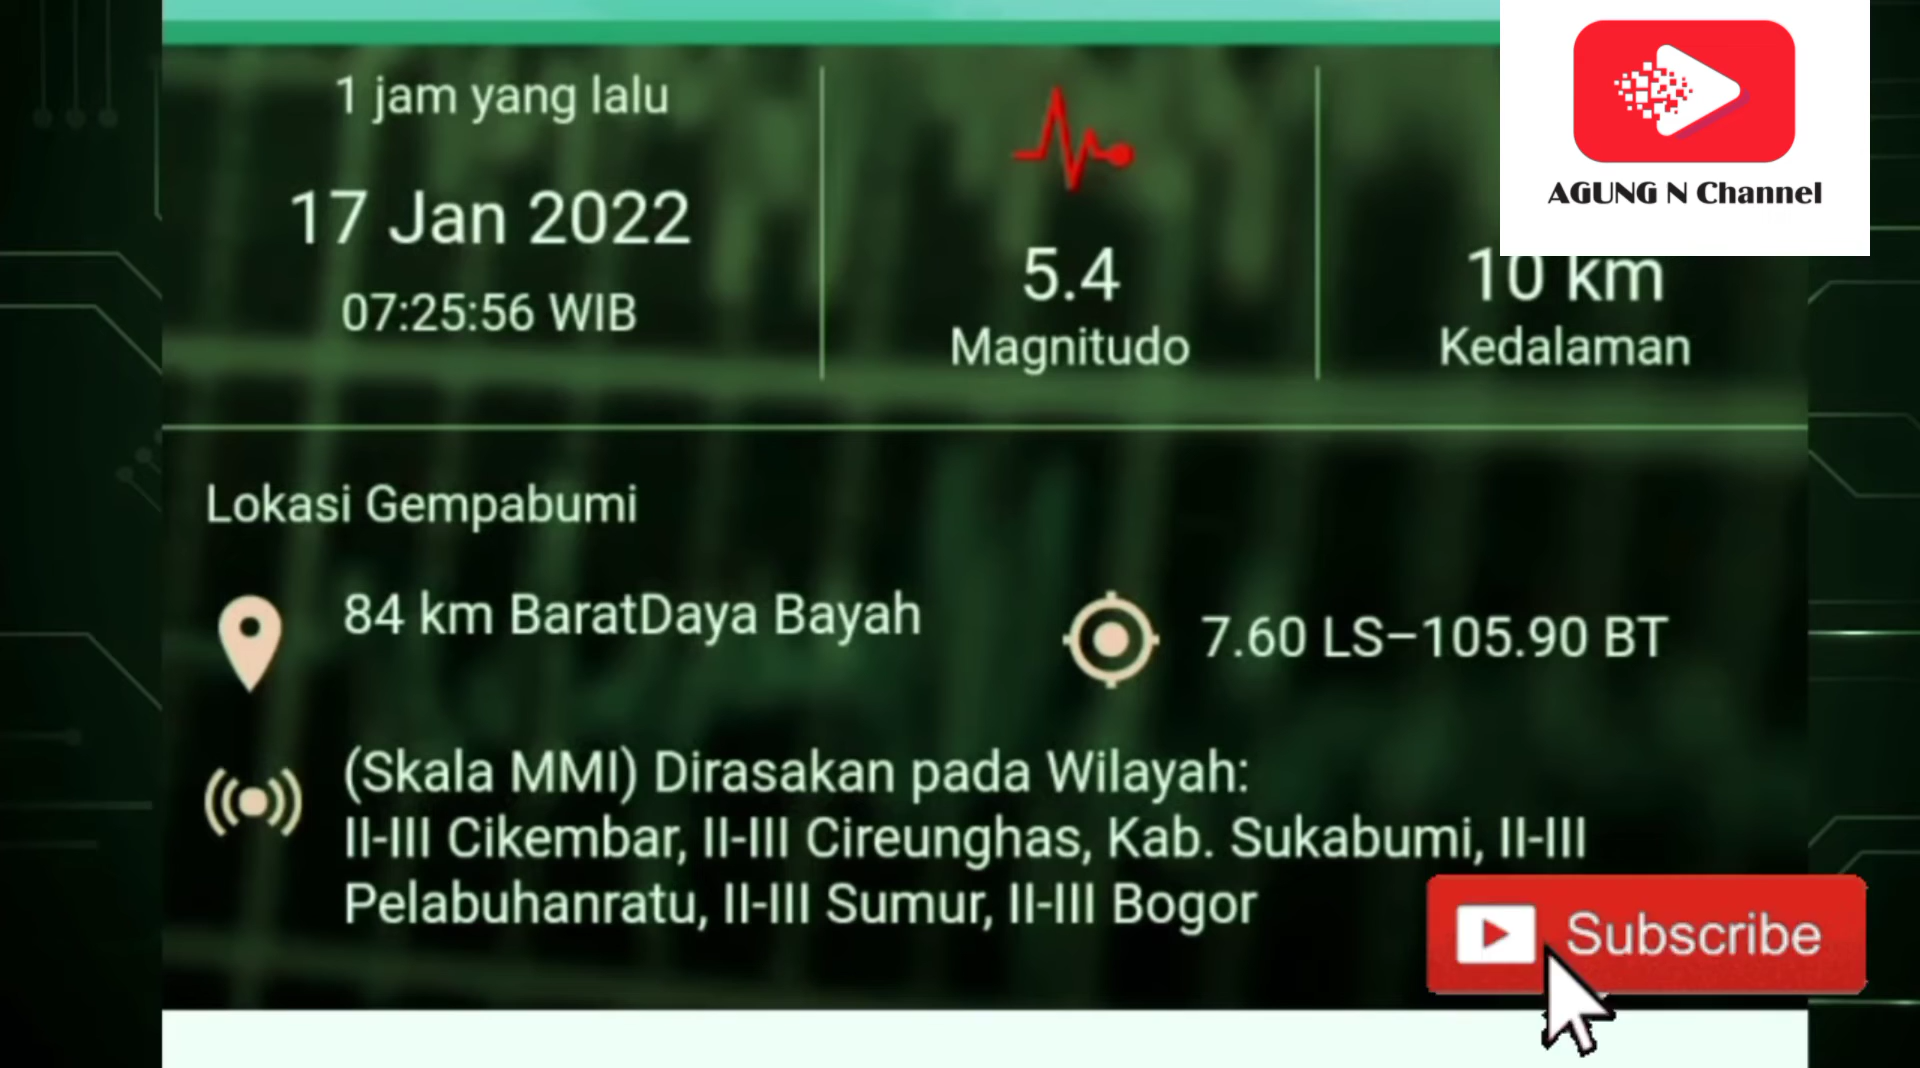 1 jam yang lalu
17 Jan 2022
07:25:56 WIB
5.4
Magnitudo
10 km
Kedalaman
AGUNG N Channel
Lokasi Gempabumi
84 km BaratDaya Bayah
7.60 LS–105.90 BT
(Skala MMI) Dirasakan pada Wilayah:
II-III Cikembar, II-III Cireunghas, Kab. Sukabumi, II-III
Pelabuhanratu, II-III Sumur, II-III Bogor
Subscribe